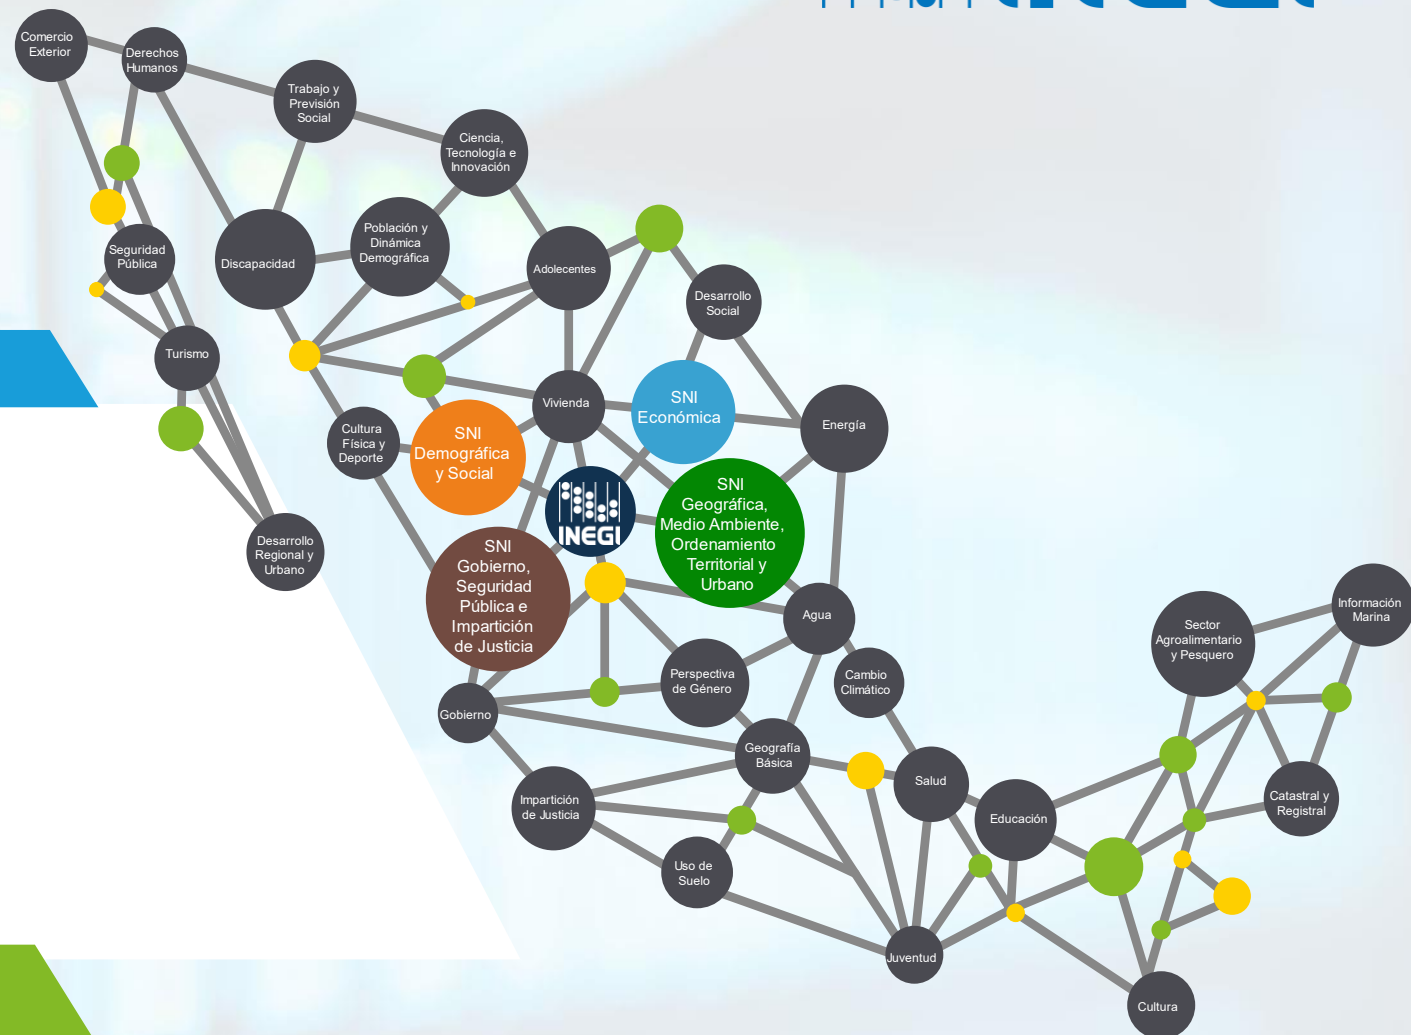 INEGI
Comercio
Exterior
Derechos
Humanos
Trabajo y
Previsión
Social
Ciencia,
Tecnología e
Innovación
Seguridad
Pública
Discapacidad
Población y
Dinámica
Demográfica
Adolecentes
Desarrollo
Social
Turismo
Vivienda
SNI
Económica
Energía
Cultura
Física y
Deporte
SNI
Demográfica
y Social
INEGI
SNI
Geográfica,
Medio Ambiente,
Ordenamiento
Territorial y
Urbano
Desarrollo
Regional y
Urbano
SNI
Gobierno,
Seguridad
Pública e
Impartición
de Justicia
Agua
Sector
Agroalimentario
y Pesquero
Información
Marina
Perspectiva
de Género
Cambio
Climático
Gobierno
Geografía
Básica
Impartición
de Justicia
Salud
Educación
Catastral y
Registral
Uso de
Suelo
Juventud
Cultura